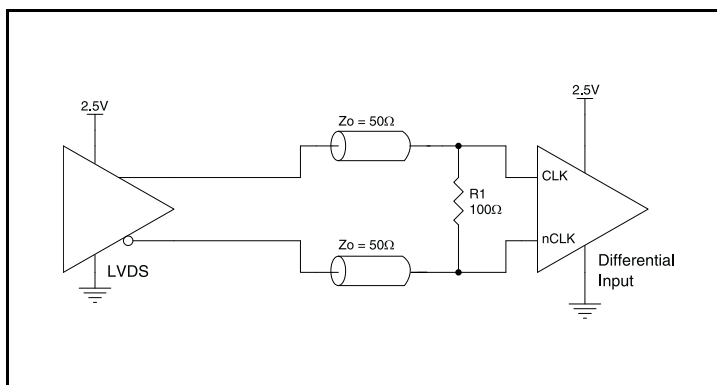 2.5V
2.5V
Zo = 50Ω
CLK
R1
100Ω
nCLK
Zo = 50Ω
LVDS
Differential
Input